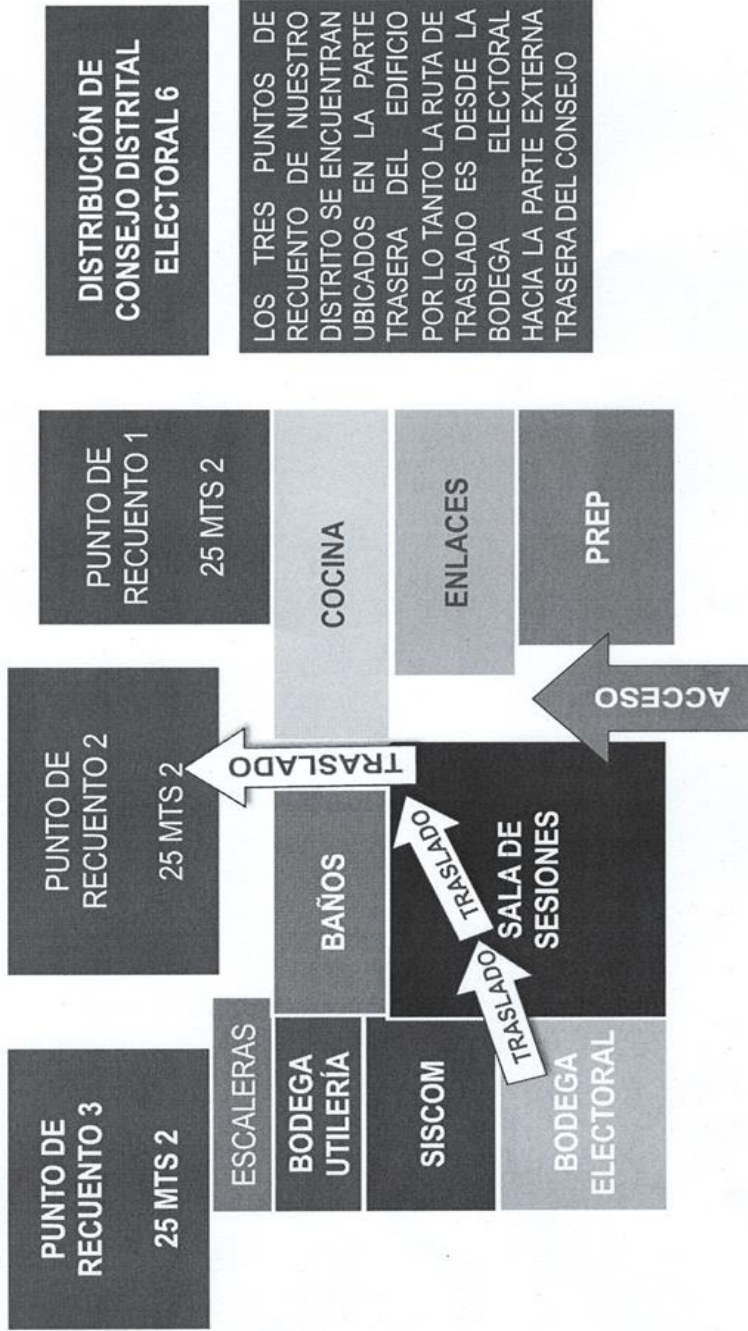 DISTRIBUCIÓN DE
CONSEJO DISTRITAL
ELECTORAL 6
LOS TRES PUNTOS DE
RECUENTO DE NUESTRO
DISTRITO SE ENCUENTRAN
UBICADOS EN LA PARTE
TRASERA DEL EDIFICIO
POR LO TANTO LA RUTA DE
TRASLADO ES DESDE LA
BODEGA ELECTORAL
HACIA LA PARTE EXTERNA
TRASERA DEL CONSEJO
PUNTO DE
RECUENTO 3
25 MTS 2
PUNTO DE
RECUENTO 2
25 MTS 2
PUNTO DE
RECUENTO 1
25 MTS 2
ESCALERAS
BODEGA
UTILERÍA
BAÑOS
TRASLADO
COCINA
SISCOM
TRASLADO
ENLACES
BODEGA
ELECTORAL
TRASLADO
SALA DE
SESIONES
PREP
ACCESO